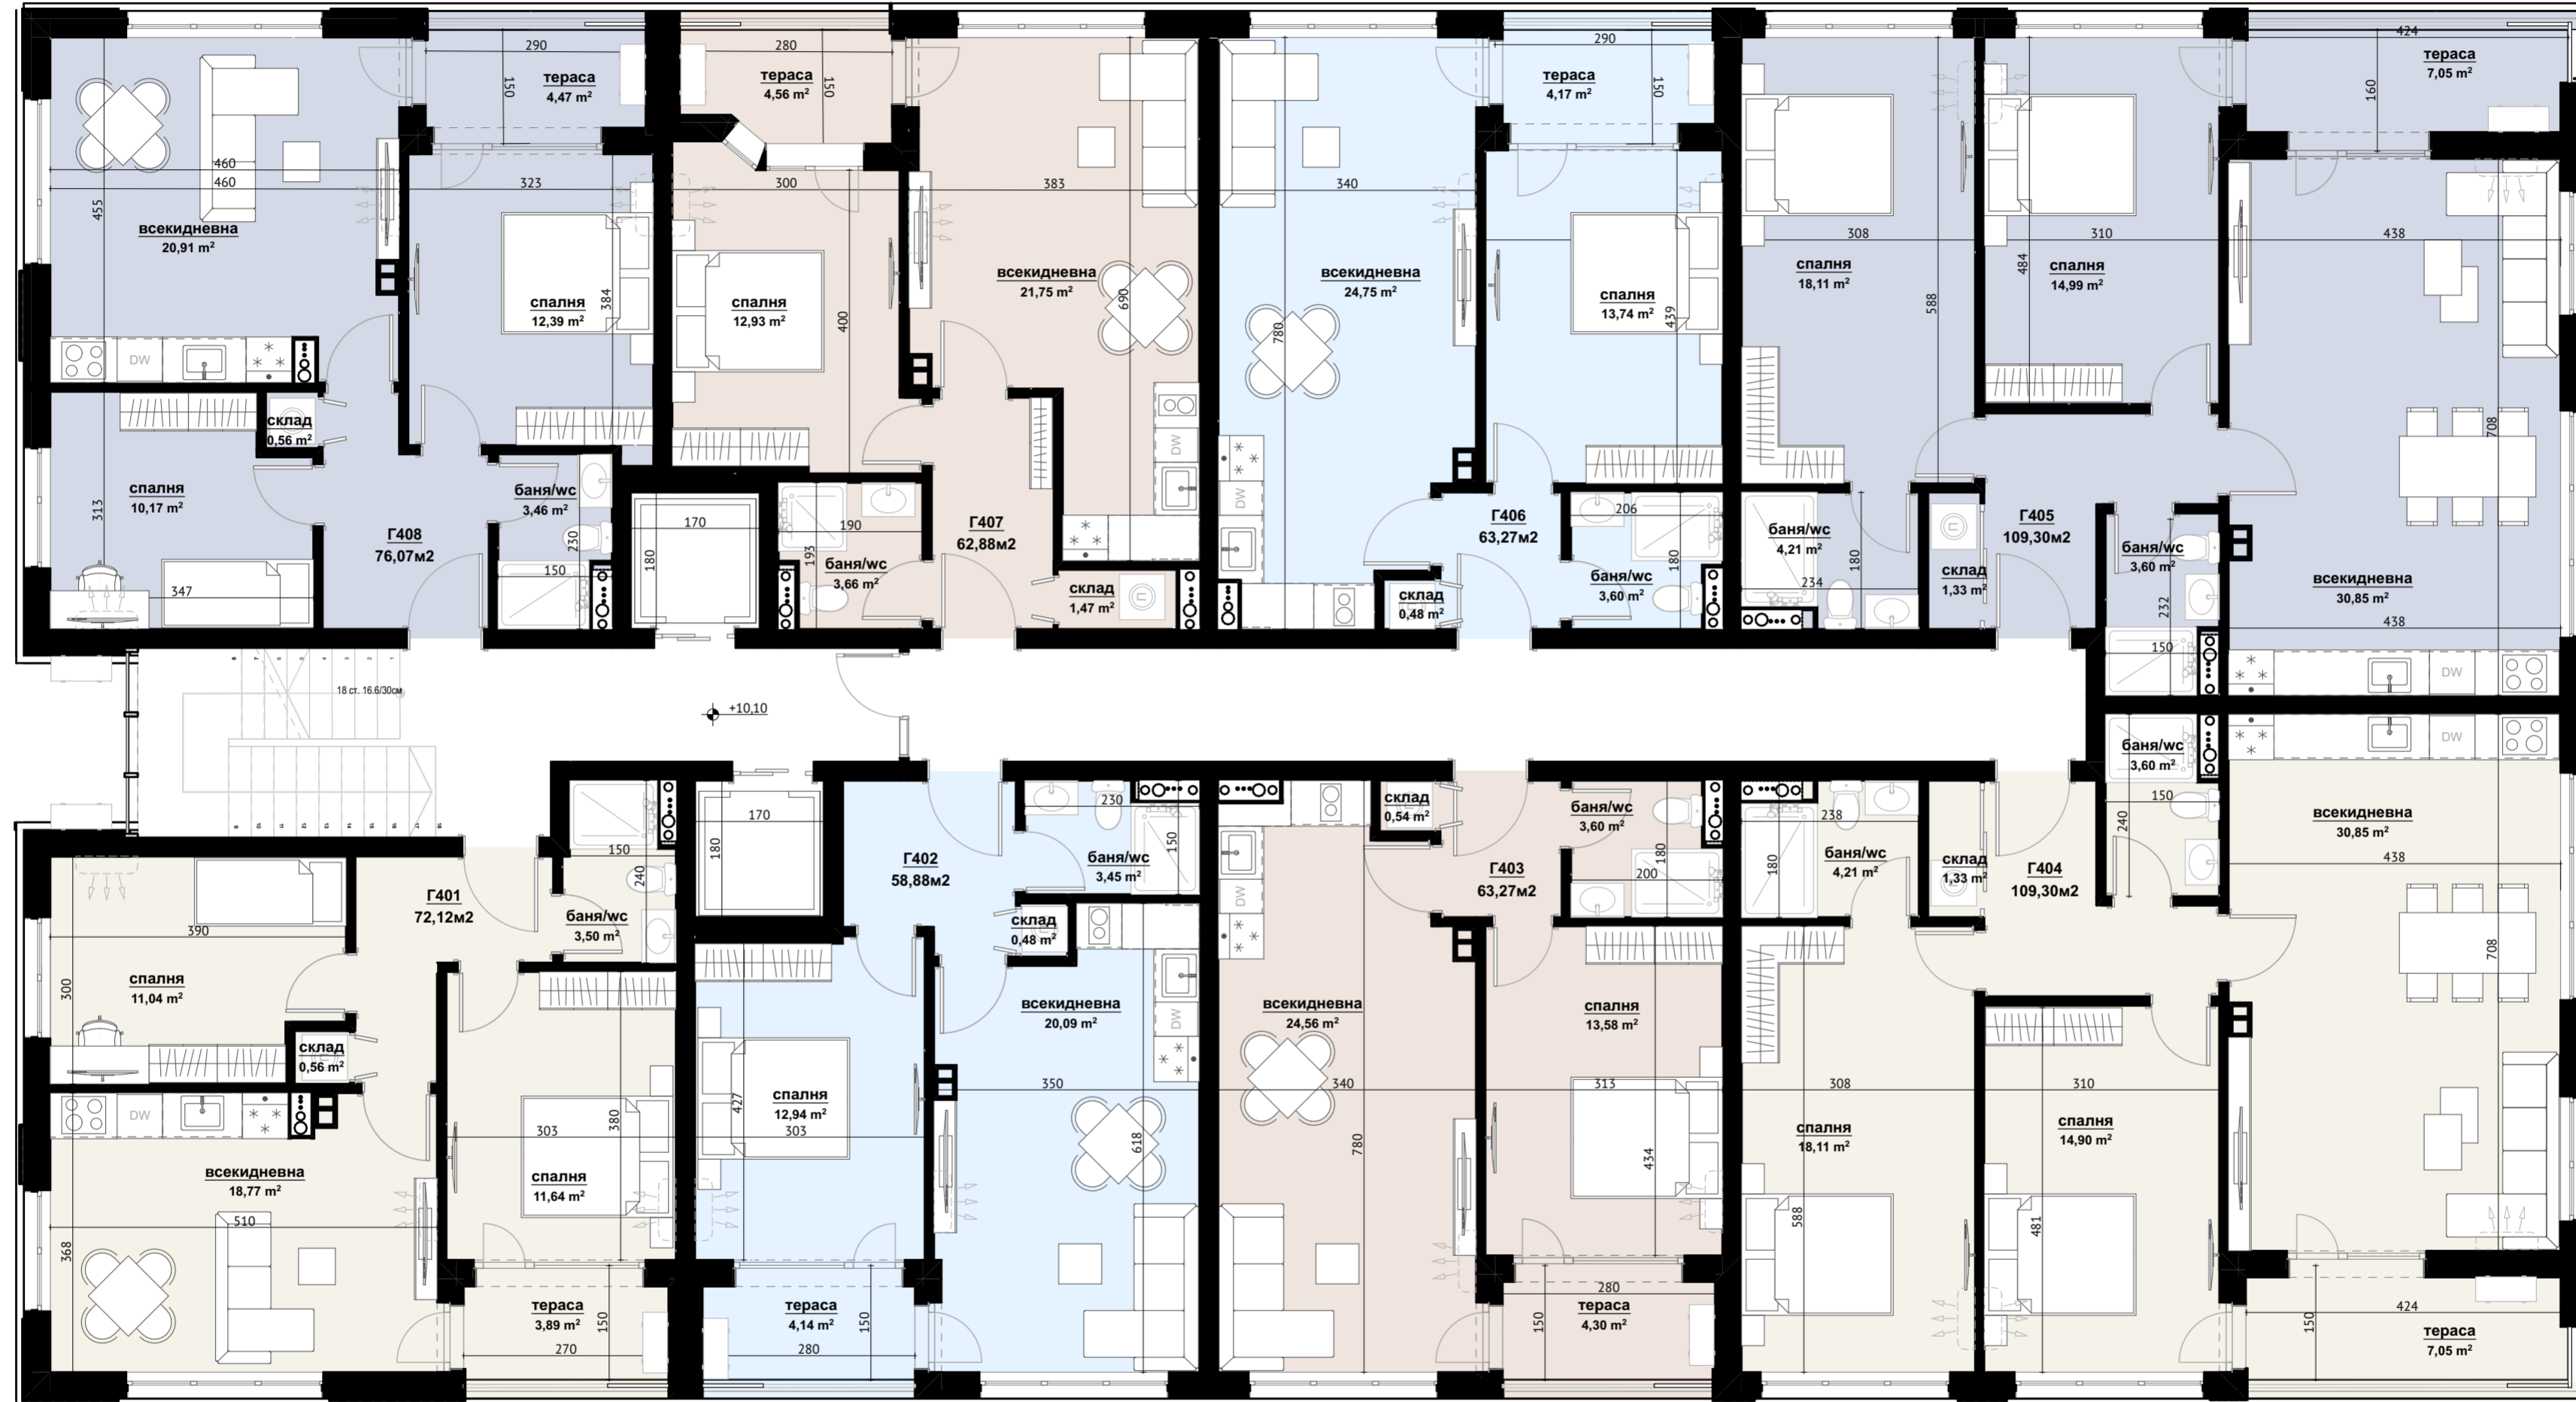 290
тераса
4,47 m²
150
460
460
455
всекидневна
20,91 m²
DW
323
384
спалня
12,39 m²
склад
0,56 m²
спалня
10,17 m²
313
347
Г408
76,07м2
баня/wc
3,46 m²
230
150
170
180
280
тераса
4,56 m²
150
300
спалня
12,93 m²
400
383
всекидневна
21,75 m²
690
DW
190
193
баня/wc
3,66 m²
Г407
62,88м2
склад
1,47 m²
340
всекидневна
24,75 m²
780
DW
290
тераса
4,17 m²
150
спалня
13,74 m²
439
Г406
63,27м2
206
180
баня/wc
3,60 m²
склад
0,48 m²
308
спалня
18,11 m²
588
310
484
спалня
14,99 m²
424
тераса
7,05 m²
160
438
708
баня/wc
4,21 m²
180
234
склад
1,33 m²
Г405
109,30м2
баня/wc
3,60 m²
232
150
всекидневна
30,85 m²
438
DW
18 ст. 16.6/30см
+10,10
150
240
баня/wc
3,50 m²
Г401
72,12м2
390
300
спалня
11,04 m²
склад
0,56 m²
DW
всекидневна
18,77 m²
510
368
303
380
спалня
11,64 m²
тераса
3,89 m²
150
270
170
180
Г402
58,88м2
230
150
баня/wc
3,45 m²
склад
0,48 m²
всекидневна
20,09 m²
DW
350
618
427
спалня
12,94 m²
303
тераса
4,14 m²
150
280
склад
0,54 m²
DW
Г403
63,27м2
баня/wc
3,60 m²
180
200
всекидневна
24,56 m²
340
780
спалня
13,58 m²
313
434
280
тераса
4,30 m²
150
238
180
баня/wc
4,21 m²
склад
1,33 m²
Г404
109,30м2
баня/wc
3,60 m²
150
240
DW
всекидневна
30,85 m²
438
708
308
спалня
18,11 m²
588
310
спалня
14,90 m²
481
424
тераса
7,05 m²
150